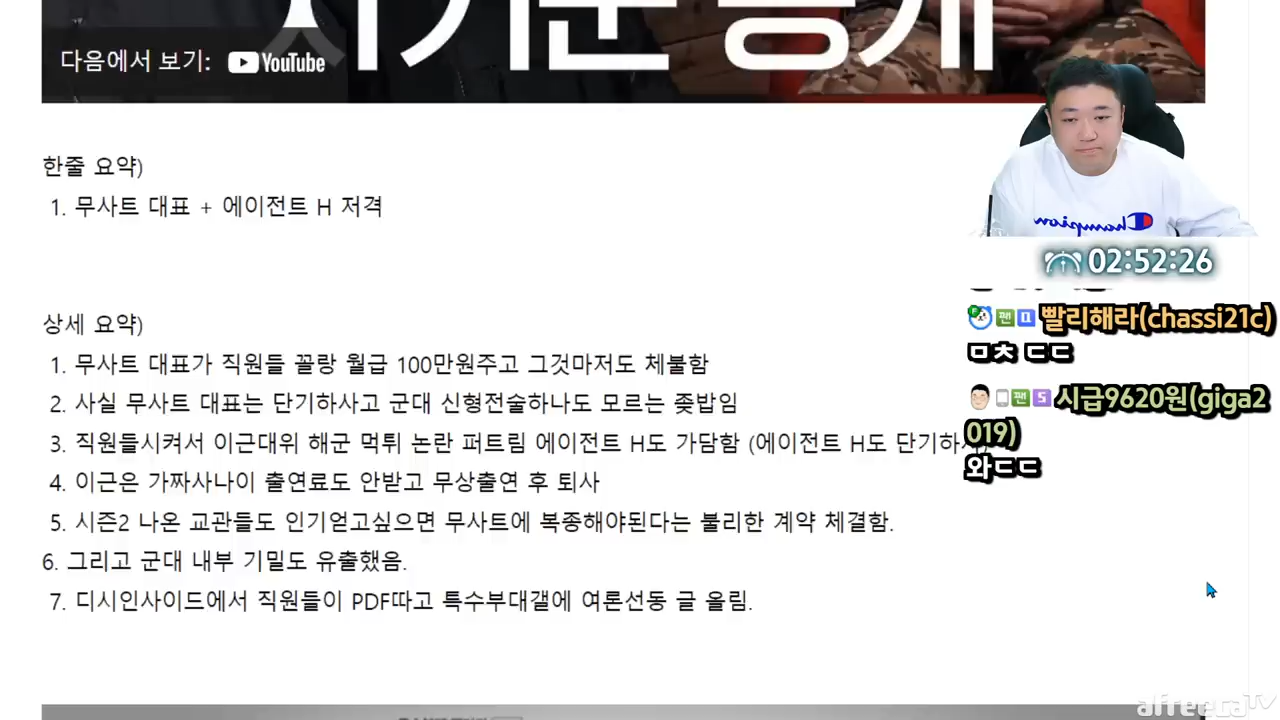 사기꾼 공개
다음에서 보기: YouTube
한줄 요약)
1. 무사트 대표 + 에이전트 H 저격
상세 요약)
1. 무사트 대표가 직원들 꼴랑 월급 100만원주고 그것마저도 체불함
2. 사실 무사트 대표는 단기하사고 군대 신형전술하나도 모르는 좆밥임
3. 직원들시켜서 이근대위 해군 먹튀 논란 퍼트림 에이전트 H도 가담함 (에이전트 H도 단기하사
4. 이근은 가짜사나이 출연료도 안받고 무상출연 후 퇴사
5. 시즌2 나온 교관들도 인기얻고싶으면 무사트에 복종해야된다는 불리한 계약 체결함.
6. 그리고 군대 내부 기밀도 유출했음.
7. 디시인사이드에서 직원들이 PDF따고 특수부대갤에 여론선동 글 올림.
Champion
02:52:26
팬 빨리해라(chassi21c)
ㅁㅊ ㄷㄷ
팬 S 시급9620원(giga2
019)
와ㄷㄷ
afreecaTV